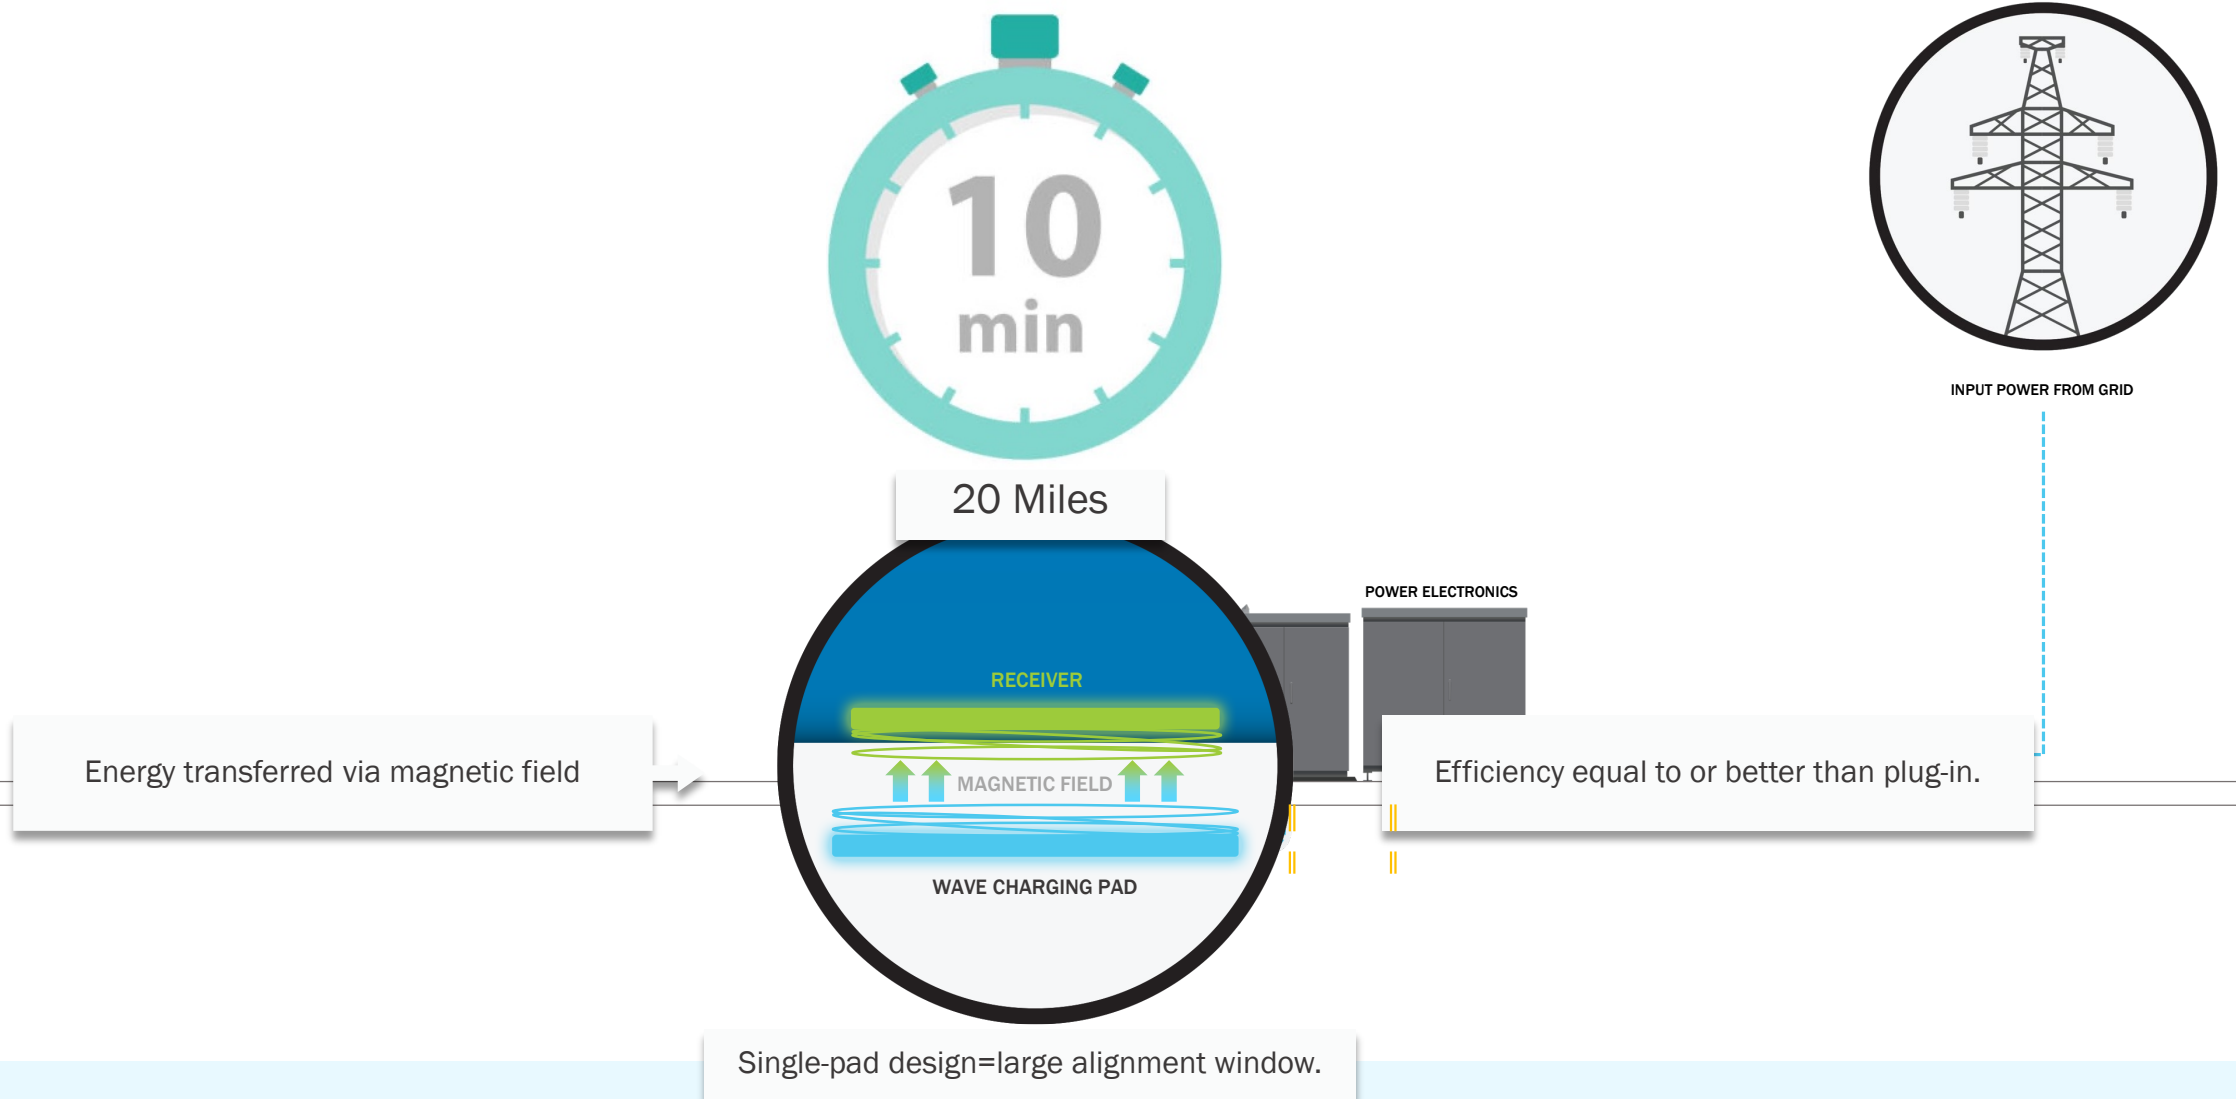 10
min
INPUT POWER FROM GRID
20 Miles
POWER ELECTRONICS
RECEIVER
Energy transferred via magnetic field
MAGNETIC FIELD
Efficiency equal to or better than plug-in.
WAVE CHARGING PAD
Single-pad design=large alignment window.